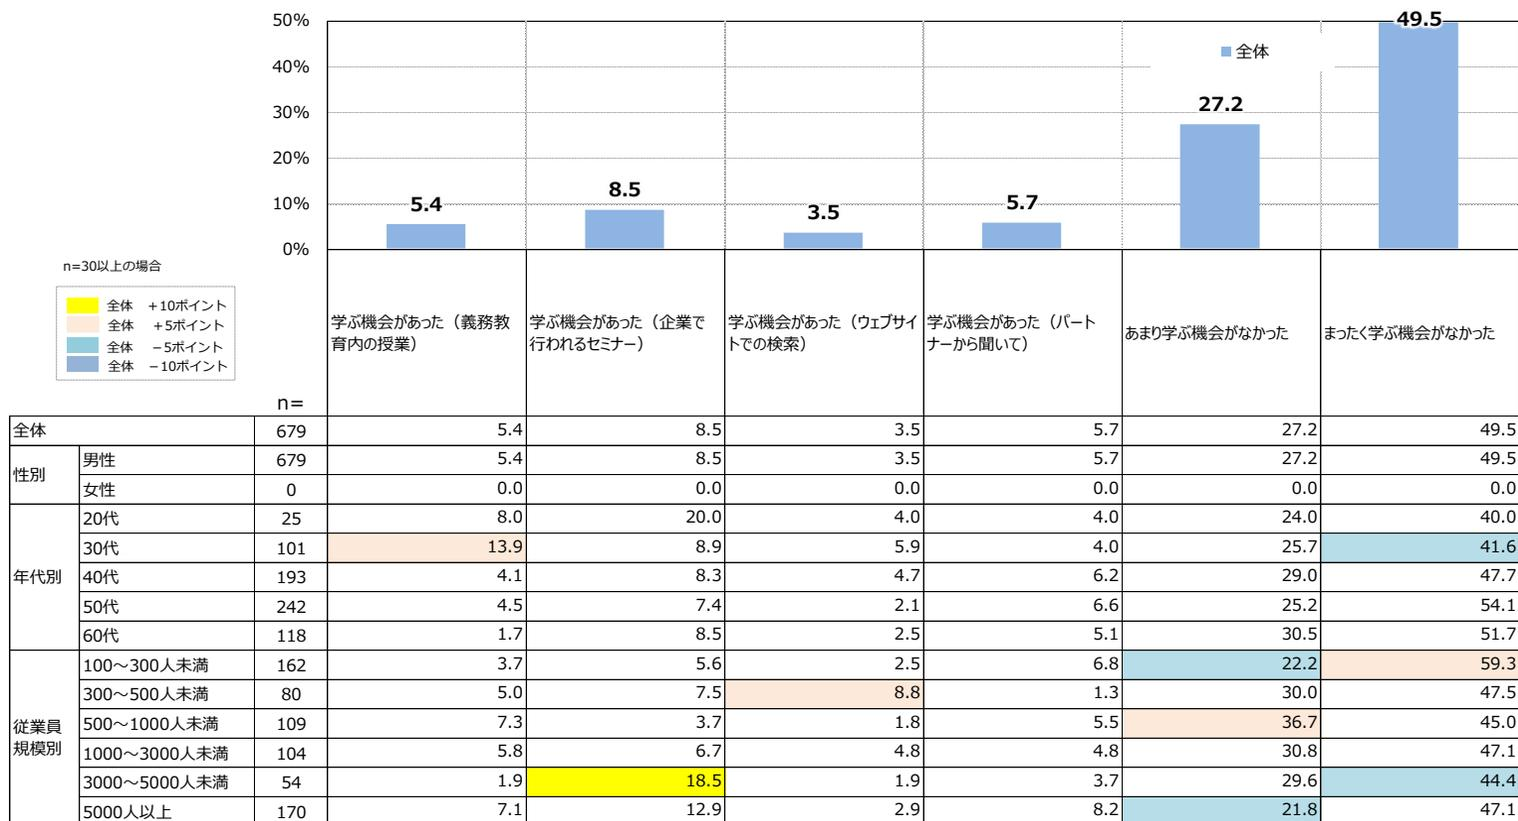 50%
40%
30%
20%
10%
0%
全体
5.4
8.5
3.5
5.7
27.2
49.5
n=30以上の場合
全体 +10ポイント
全体 +5ポイント
全体 -5ポイント
全体 -10ポイント
n=
学ぶ機会があった（義務教
育内の授業）
学ぶ機会があった（企業で
行われるセミナー）
学ぶ機会があった（ウェブサイ
トでの検索）
学ぶ機会があった（パート
ナーから聞いて）
あまり学ぶ機会がなかった
まったく学ぶ機会がなかった
全体 679 5.4 8.5 3.5 5.7 27.2 49.5
性別
男性 679 5.4 8.5 3.5 5.7 27.2 49.5
女性 0 0.0 0.0 0.0 0.0 0.0 0.0
年代別
20代 25 8.0 20.0 4.0 4.0 24.0 40.0
30代 101 13.9 8.9 5.9 4.0 25.7 41.6
40代 193 4.1 8.3 4.7 6.2 29.0 47.7
50代 242 4.5 7.4 2.1 6.6 25.2 54.1
60代 118 1.7 8.5 2.5 5.1 30.5 51.7
従業員
規模別
100～300人未満 162 3.7 5.6 2.5 6.8 22.2 59.3
300～500人未満 80 5.0 7.5 8.8 1.3 30.0 47.5
500～1000人未満 109 7.3 3.7 1.8 5.5 36.7 45.0
1000～3000人未満 104 5.8 6.7 4.8 4.8 30.8 47.1
3000～5000人未満 54 1.9 18.5 1.9 3.7 29.6 44.4
5000人以上 170 7.1 12.9 2.9 8.2 21.8 47.1